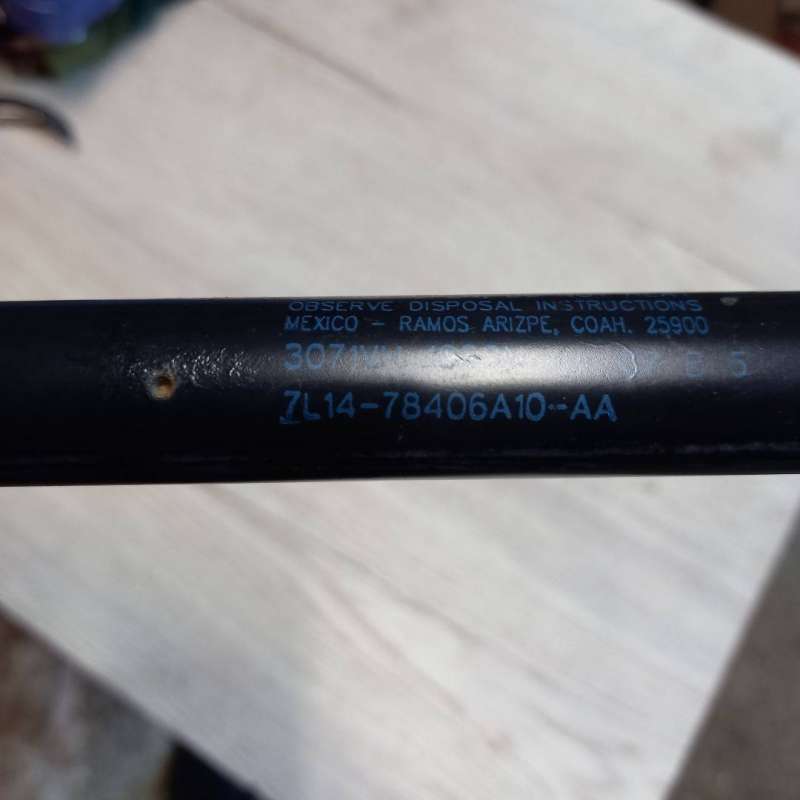 OBSERVE DISPOSAL INSTRUCTIONS
MEXICO - RAMOS ARIZPE, COAH. 25900
7L14-78406A10-AA